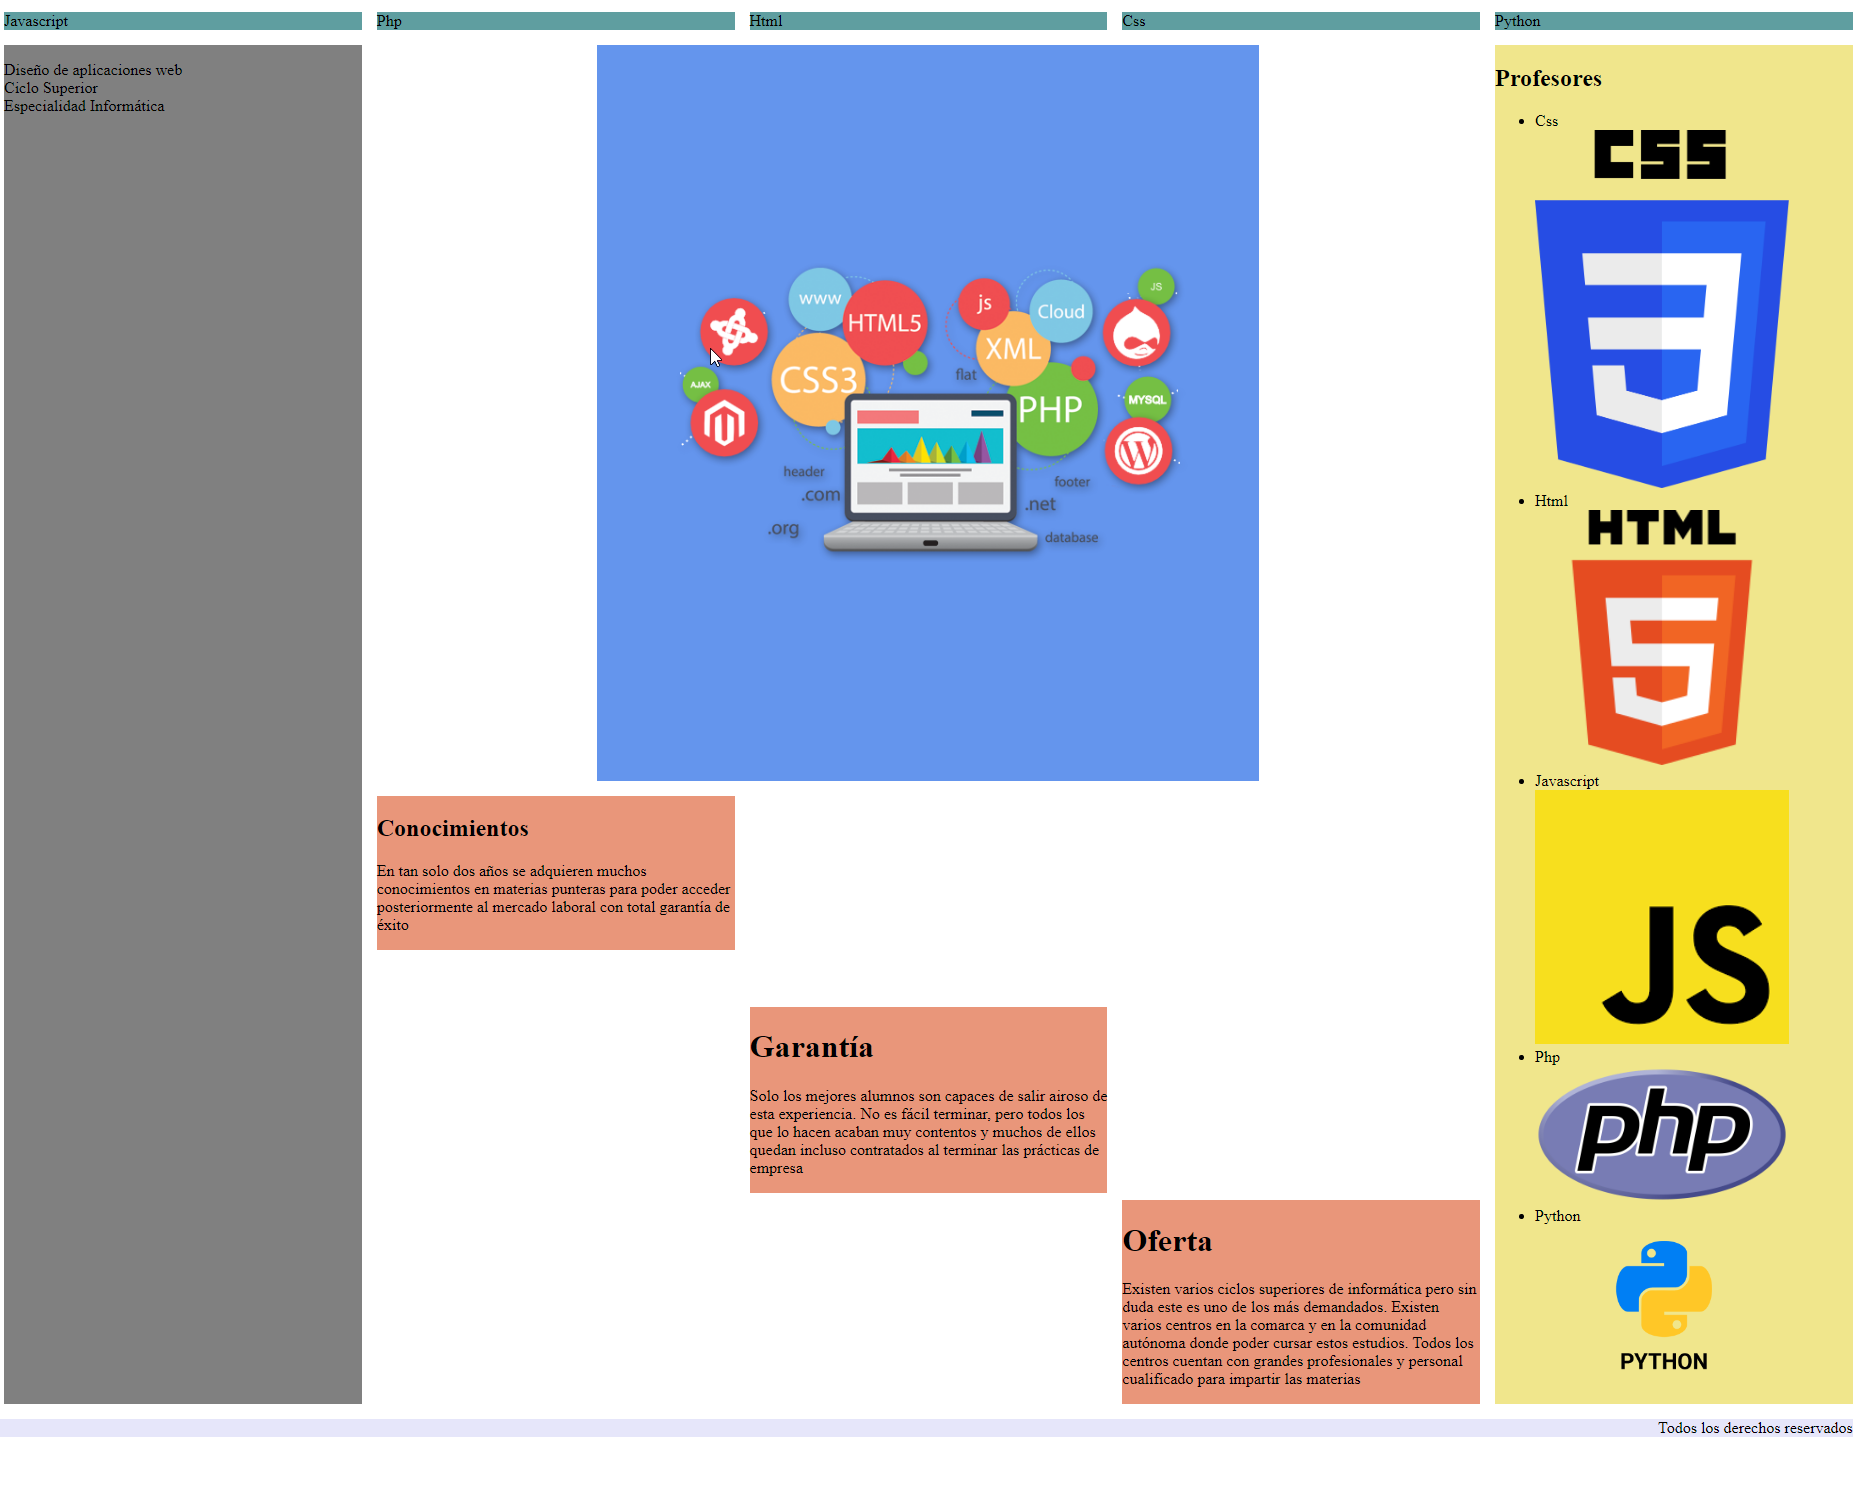 Javascript
Php
Html
Css
Python
Diseño de aplicaciones web
Ciclo Superior
Especialidad Informática
www
HTML5
CSS3
AJAX
js
Cloud
JS
XML
flat
PHP
MYSQL
header
.com
.org
footer
.net
database
Conocimientos
En tan solo dos años se adquieren muchos
conocimientos en materias punteras para poder acceder
posteriormente al mercado laboral con total garantía de
éxito
Garantía
Solo los mejores alumnos son capaces de salir airoso de
esta experiencia. No es fácil terminar, pero todos los
que lo hacen acaban muy contentos y muchos de ellos
quedan incluso contratados al terminar las prácticas de
empresa
Oferta
Existen varios ciclos superiores de informática pero sin
duda este es uno de los más demandados. Existen
varios centros en la comarca y en la comunidad
autónoma donde poder cursar estos estudios. Todos los
centros cuentan con grandes profesionales y personal
cualificado para impartir las materias
Profesores
Css
CSS
3
Html
HTML
5
Javascript
JS
Php
php
Python
PYTHON
Todos los derechos reservados